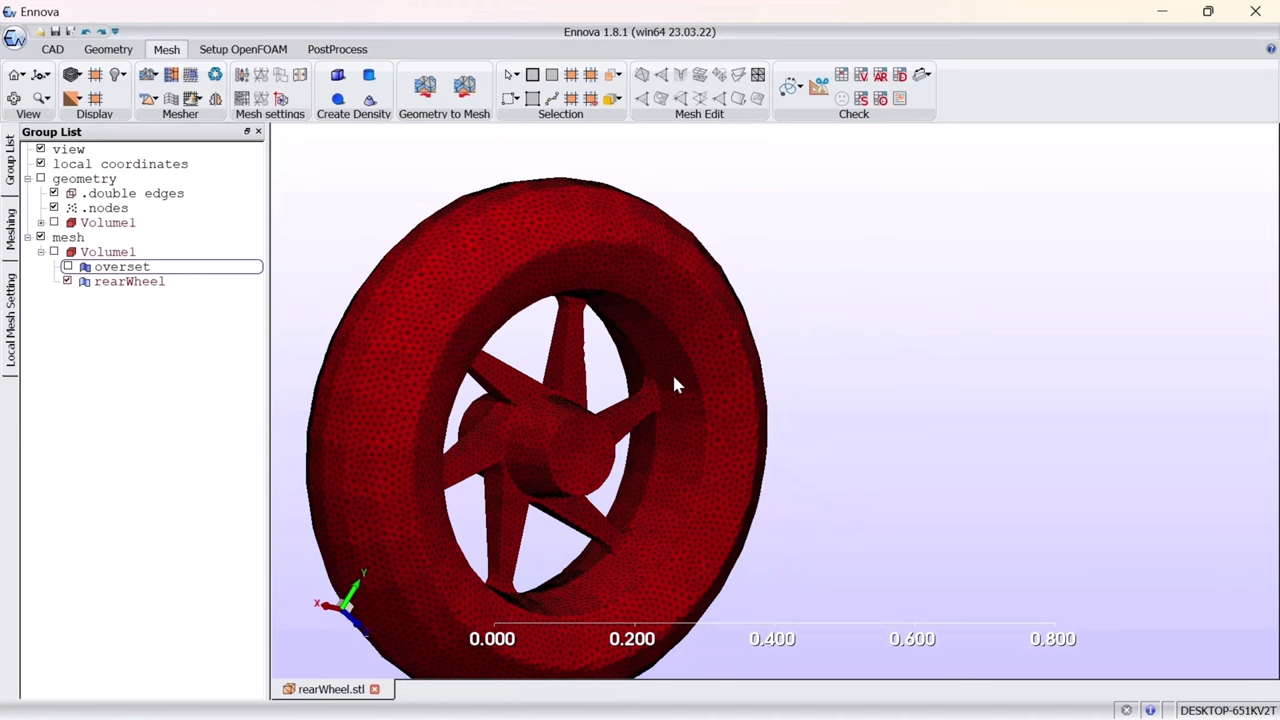 Ennova
Ennova 1.8.1 (win64 23.03.22)
CAD Geometry Mesh Setup OpenFOAM PostProcess
View Display Mesher Mesh settings Create Density Geometry to Mesh Selection Mesh Edit Check
Group List
Group List
Meshing
Local Mesh Setting
view
local coordinates
geometry
.double edges
.nodes
Volume1
mesh
Volume1
overset
rearWheel
Y
X
0.000 0.200 0.400 0.600 0.800
rearWheel.stl
DESKTOP-651KV2T